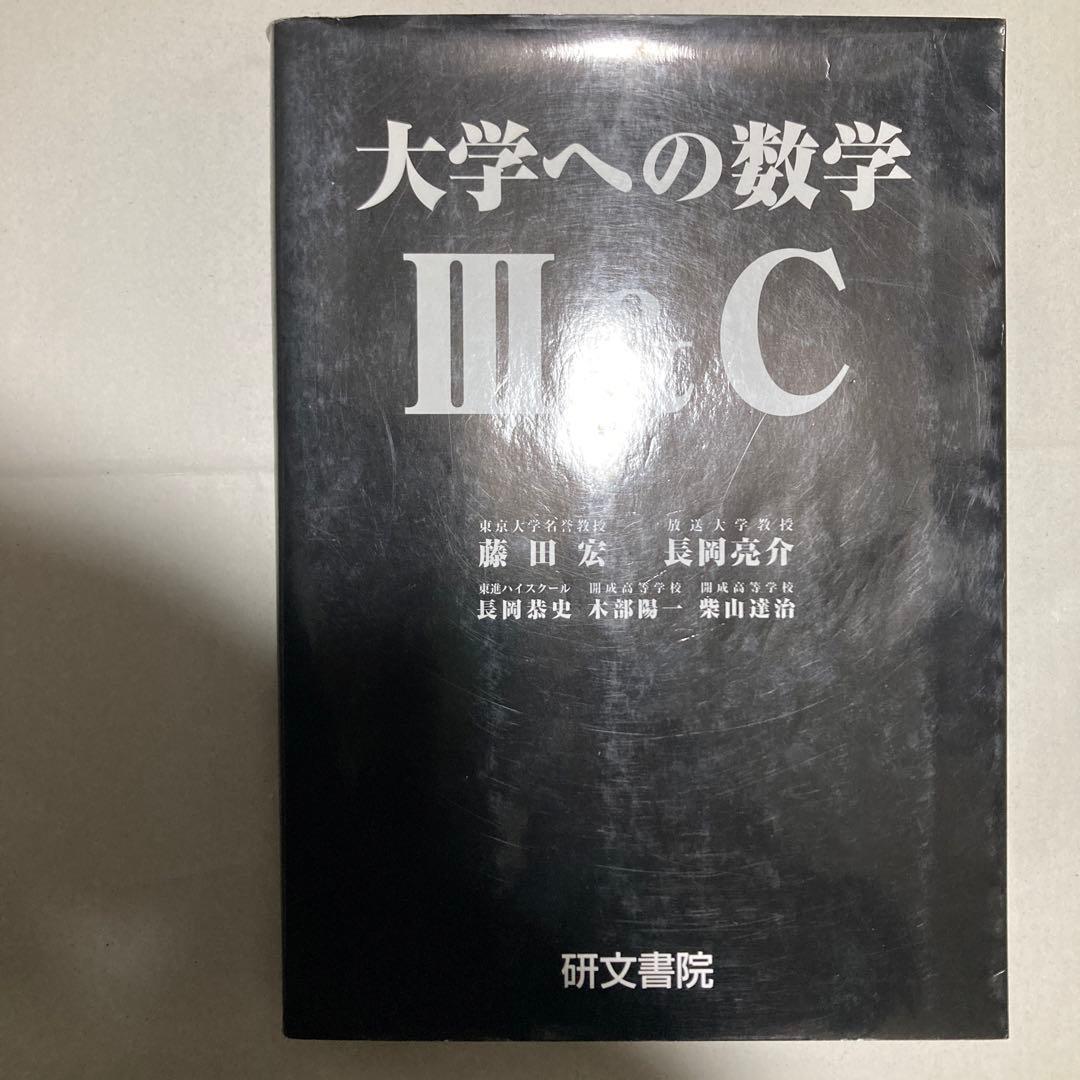 大学への数学
III & C
東京大学名誉教授 放送大学教授
藤田宏 長岡亮介
東進ハイスクール 開成高等学校 開成高等学校
長岡恭史 木部陽一 柴山達治
研文書院